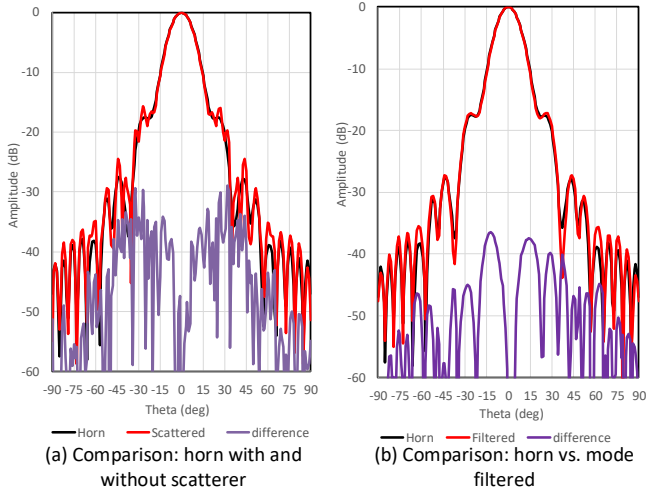 0
-10
-20
-30
-40
-50
-60
Amplitude (dB)
-90 -75 -60 -45 -30 -15 0 15 30 45 60 75 90
Theta (deg)
Horn Scattered difference
(a) Comparison: horn with and
without scatterer
0
-10
-20
-30
-40
-50
-60
Amplitude (dB)
-90 -75 -60 -45 -30 -15 0 15 30 45 60 75 90
Theta (deg)
Horn Filtered difference
(b) Comparison: horn vs. mode
filtered